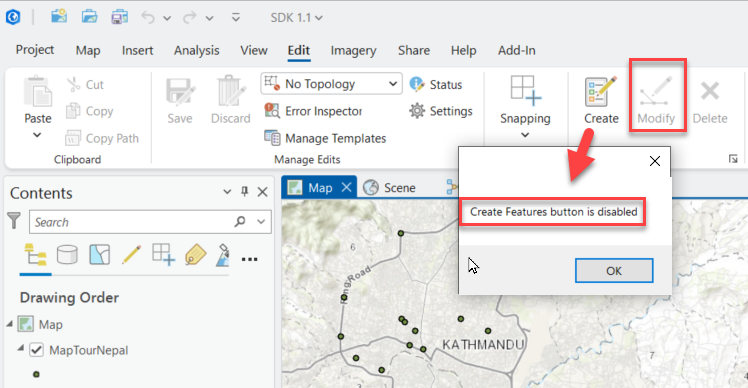 SDK 1.1
Project Map Insert Analysis View Edit Imagery Share Help Add-In
Paste
Cut
Copy
Copy Path
Clipboard
Save
Discard
No Topology
Error Inspector
Manage Templates
Status
Settings
Manage Edits
Snapping
Create
Modify
Delete
Contents
Search
Drawing Order
Map
MapTourNepal
Map
Scene
Create Features button is disabled
OK
6
Ring Road
KATHMANDU
7
6